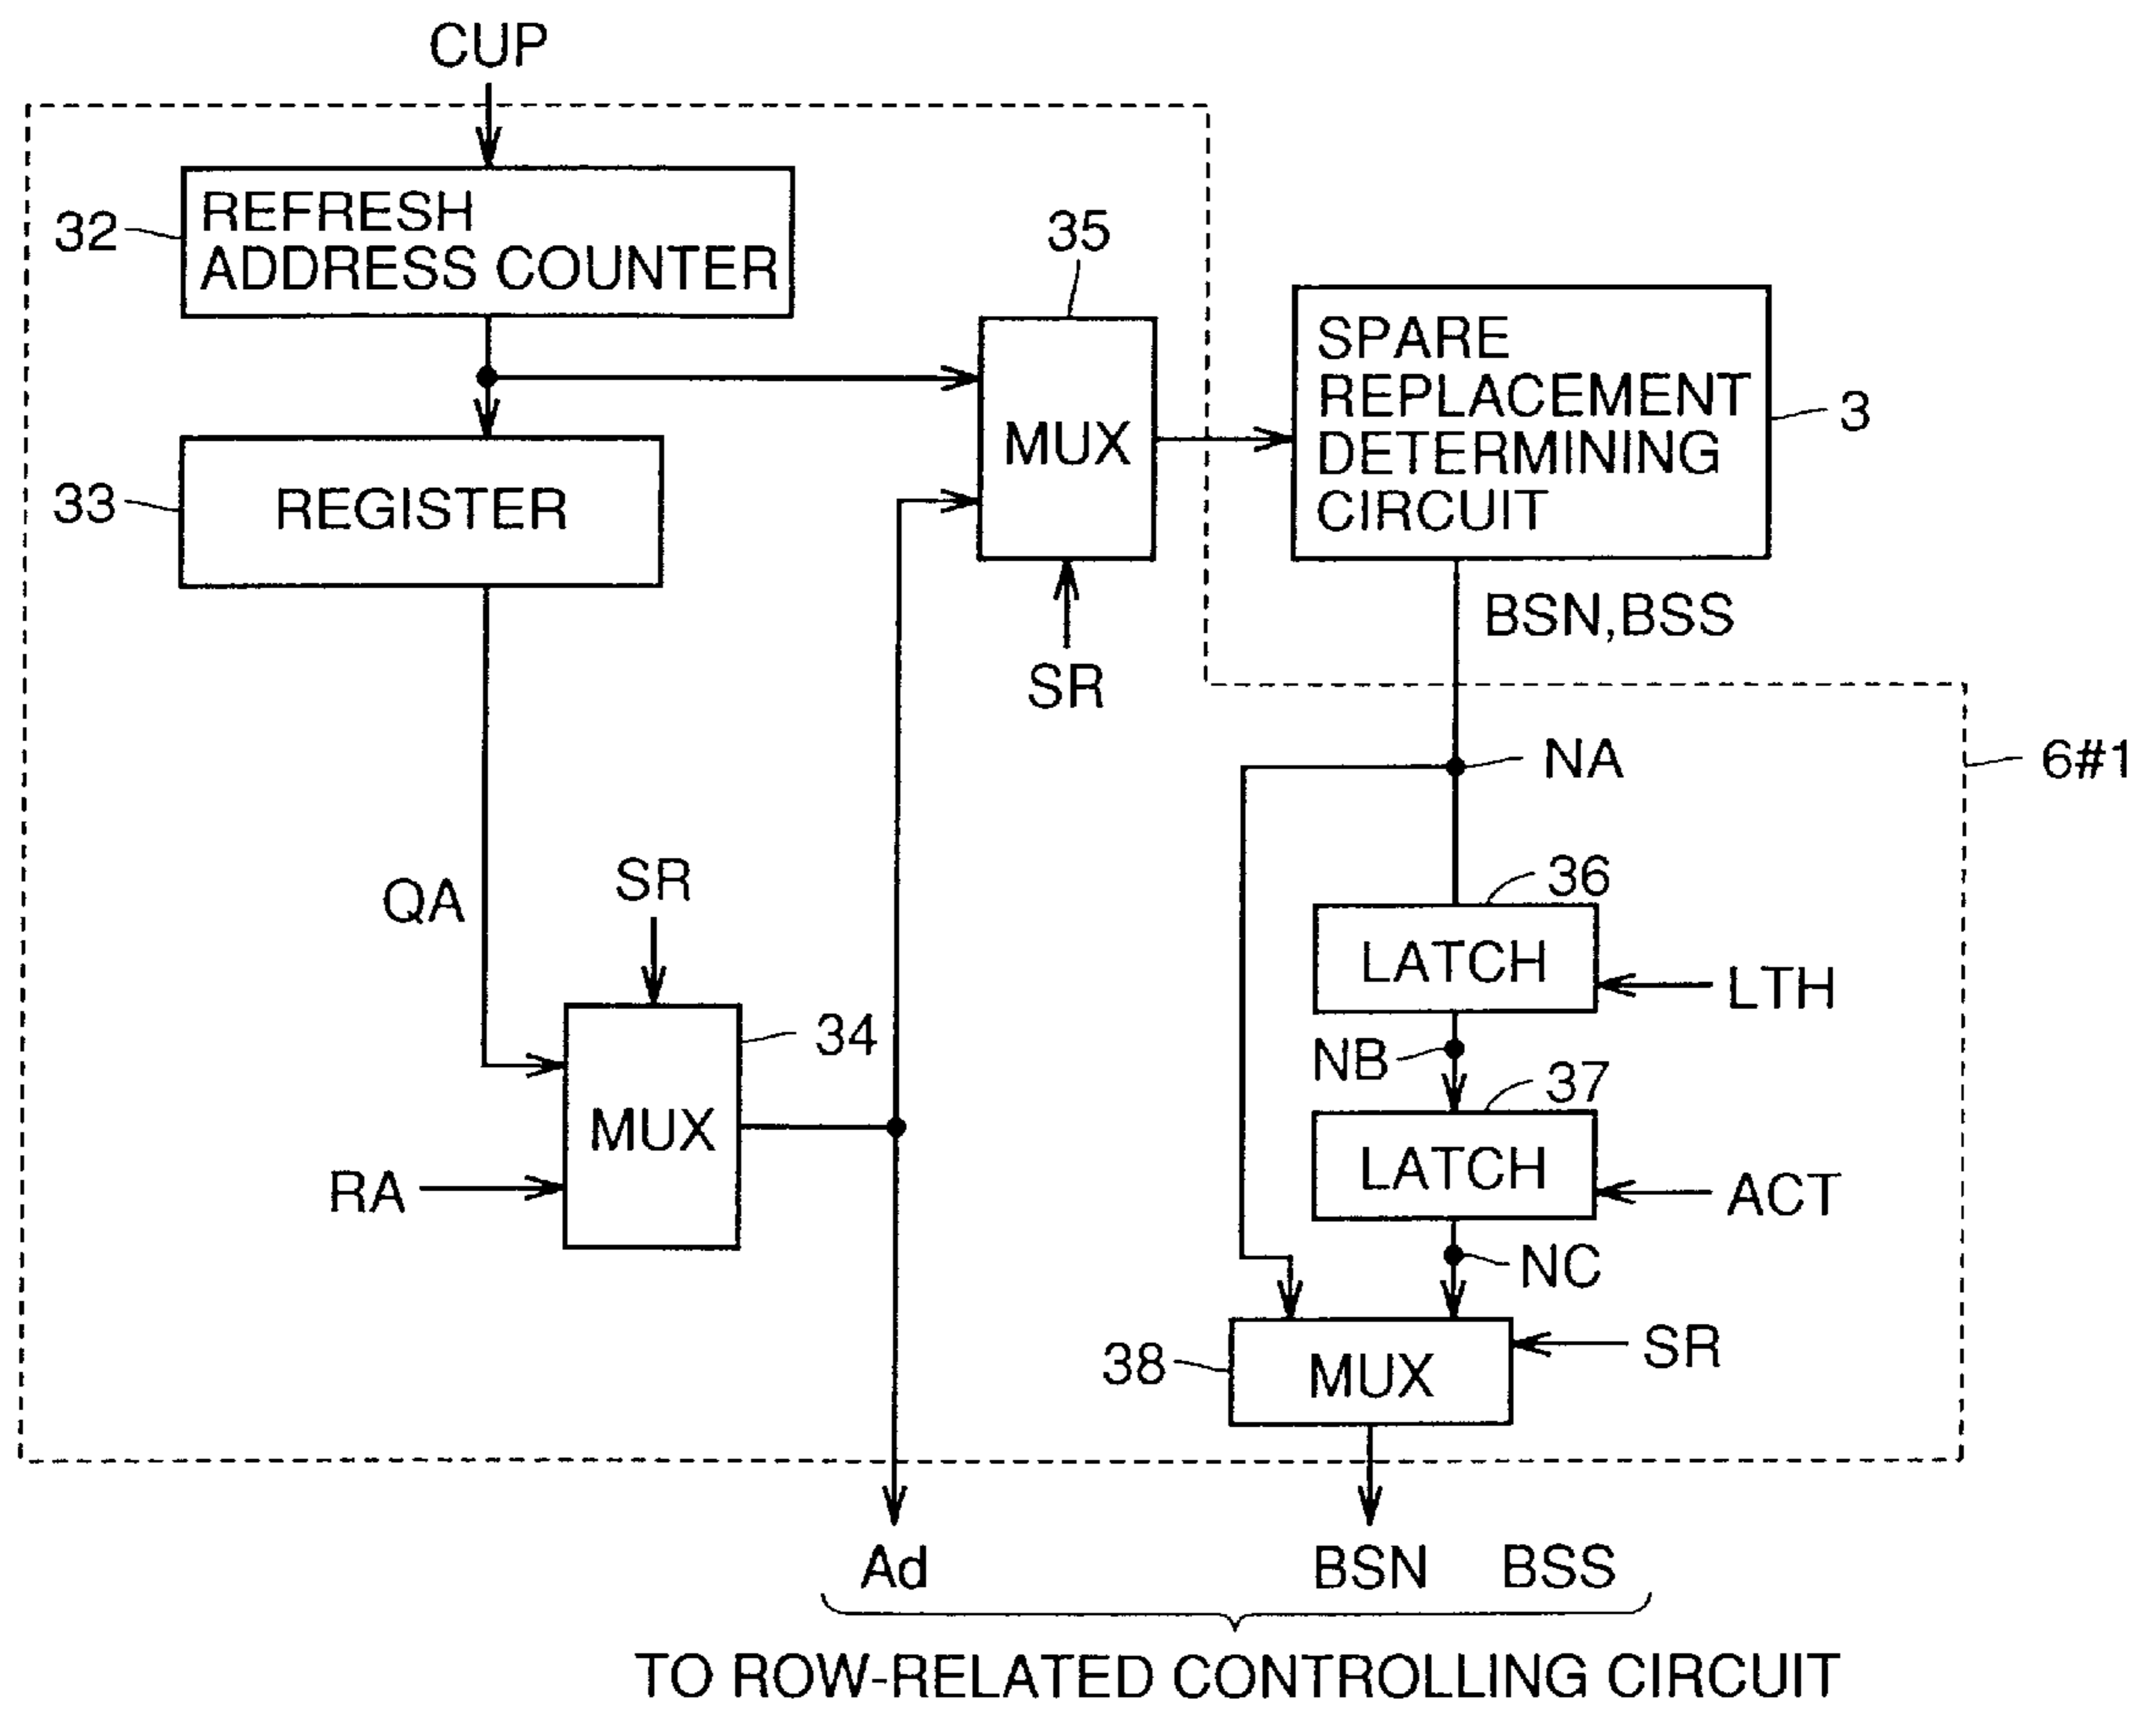 CUP
32
REFRESH
ADDRESS COUNTER
35
SPARE
REPLACEMENT
DETERMINING
CIRCUIT
3
MUX
33
REGISTER
BSN,BSS
SR
NA
6#1
QA
SR
36
LATCH
LTH
34
NB
37
MUX
LATCH
RA
ACT
NC
38
MUX
SR
Ad
BSN
BSS
TO ROW-RELATED CONTROLLING CIRCUIT